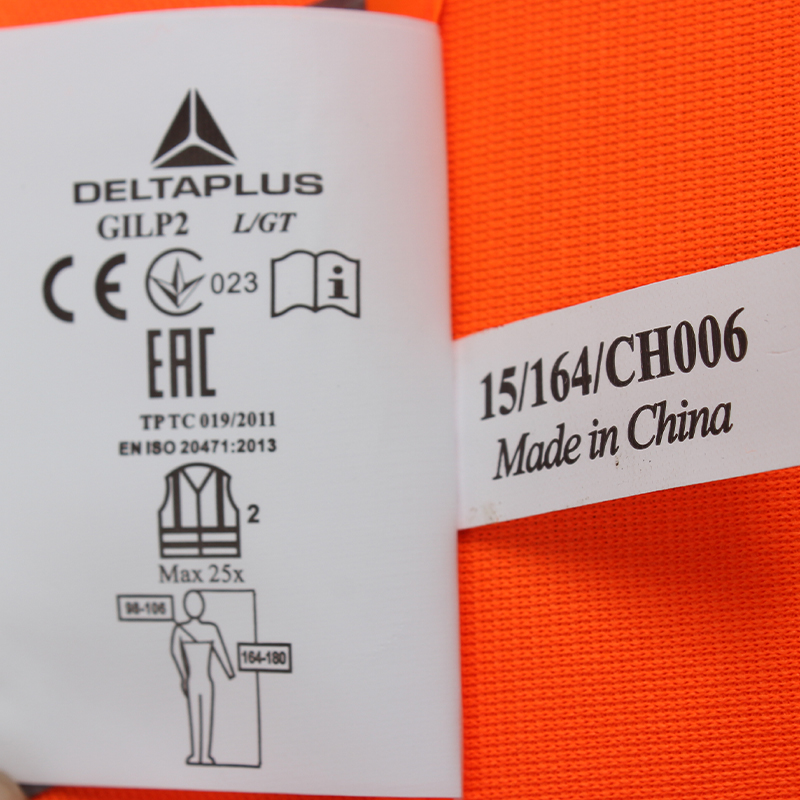 DELTAPLUS
GILP2 L/GT
CE 023 i
EAC
TP TC 019/2011
EN ISO 20471:2013
2
Max 25x
98-106
164-180
15/164/CH006
Made in China